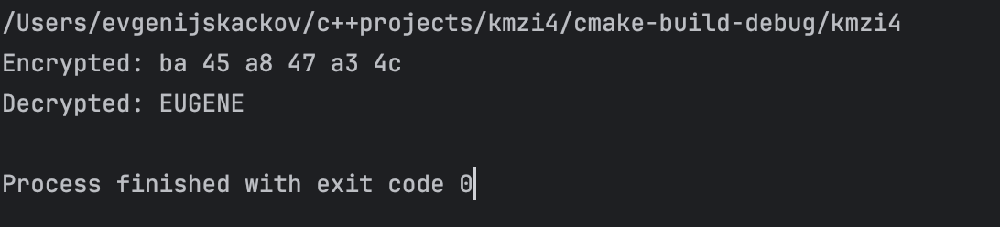 /Users/evgenijskackov/c++projects/kmzi4/cmake-build-debug/kmzi4
Encrypted: ba 45 a8 47 a3 4c
Decrypted: EUGENE
Process finished with exit code 0